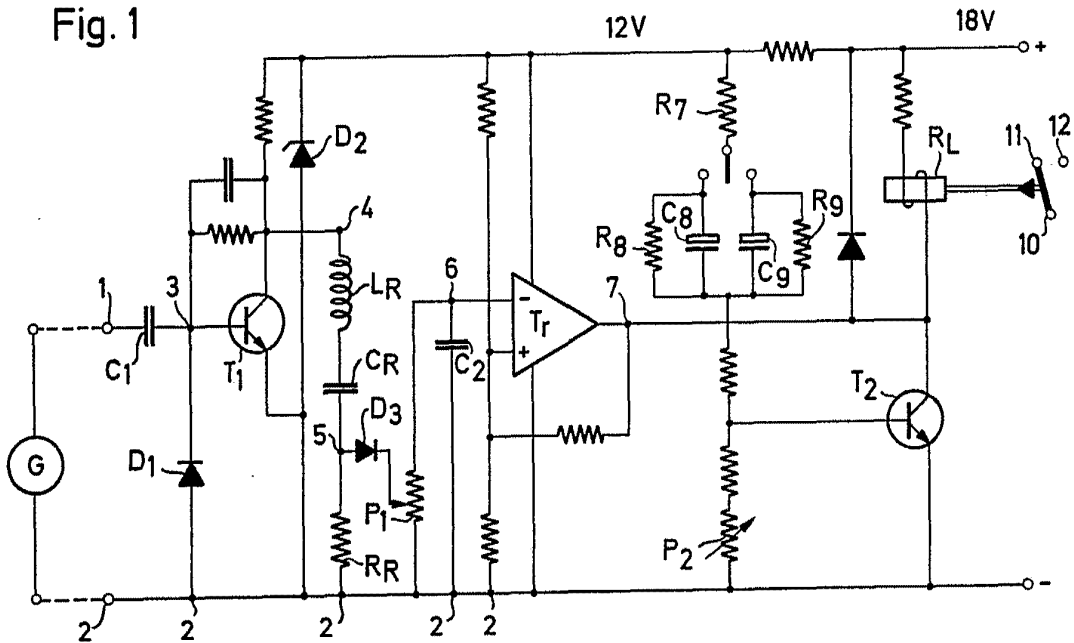 Fig. 1
12V
18V
+
R7
D2
11
12
RL
4
C8
R9
R8
C9
10
1
3
LR
6
-
7
Tr
C1
T1
CR
C2
+
T2
D3
5
G
D1
P1
P2
RR
-
2
2
2
2
2